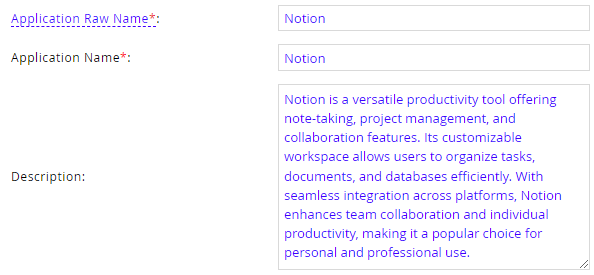 Application Raw Name*: Notion
Application Name*: Notion
Description:
Notion is a versatile productivity tool offering
note-taking, project management, and
collaboration features. Its customizable
workspace allows users to organize tasks,
documents, and databases efficiently. With
seamless integration across platforms, Notion
enhances team collaboration and individual
productivity, making it a popular choice for
personal and professional use.